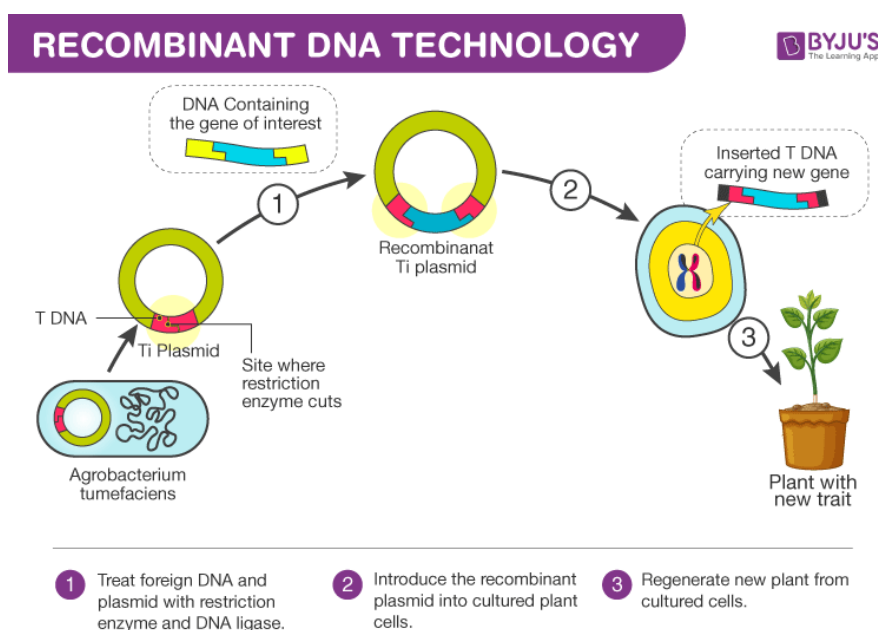 RECOMBINANT DNA TECHNOLOGY
BYJU'S
The Learning App
DNA Containing
the gene of interest
1
Recombinanat
Ti plasmid
2
Inserted T DNA
carrying new gene
T DNA
Ti Plasmid
Site where
restriction
enzyme cuts
Agrobacterium
tumefaciens
3
Plant with
new trait
1 Treat foreign DNA and
plasmid with restriction
enzyme and DNA ligase.
2 Introduce the recombinant
plasmid into cultured plant
cells.
3 Regenerate new plant from
cultured cells.